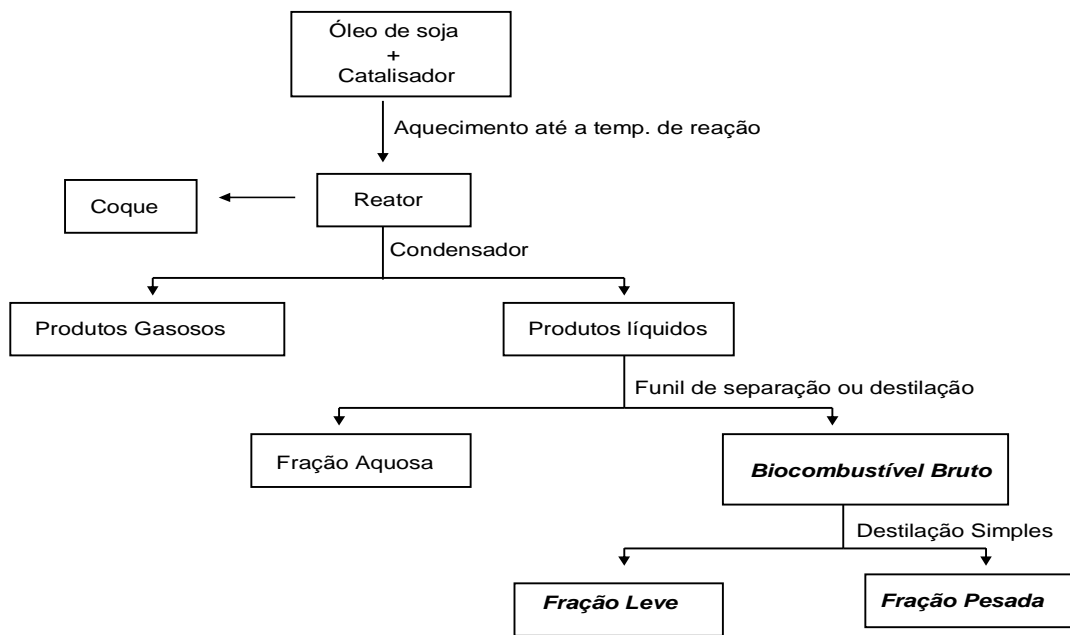 Óleo de soja
+
Catalisador
Aquecimento até a temp. de reação
Coque
Reator
Condensador
Produtos Gasosos
Produtos líquidos
Funil de separação ou destilação
Fração Aquosa
Biocombustível Bruto
Destilação Simples
Fração Leve
Fração Pesada